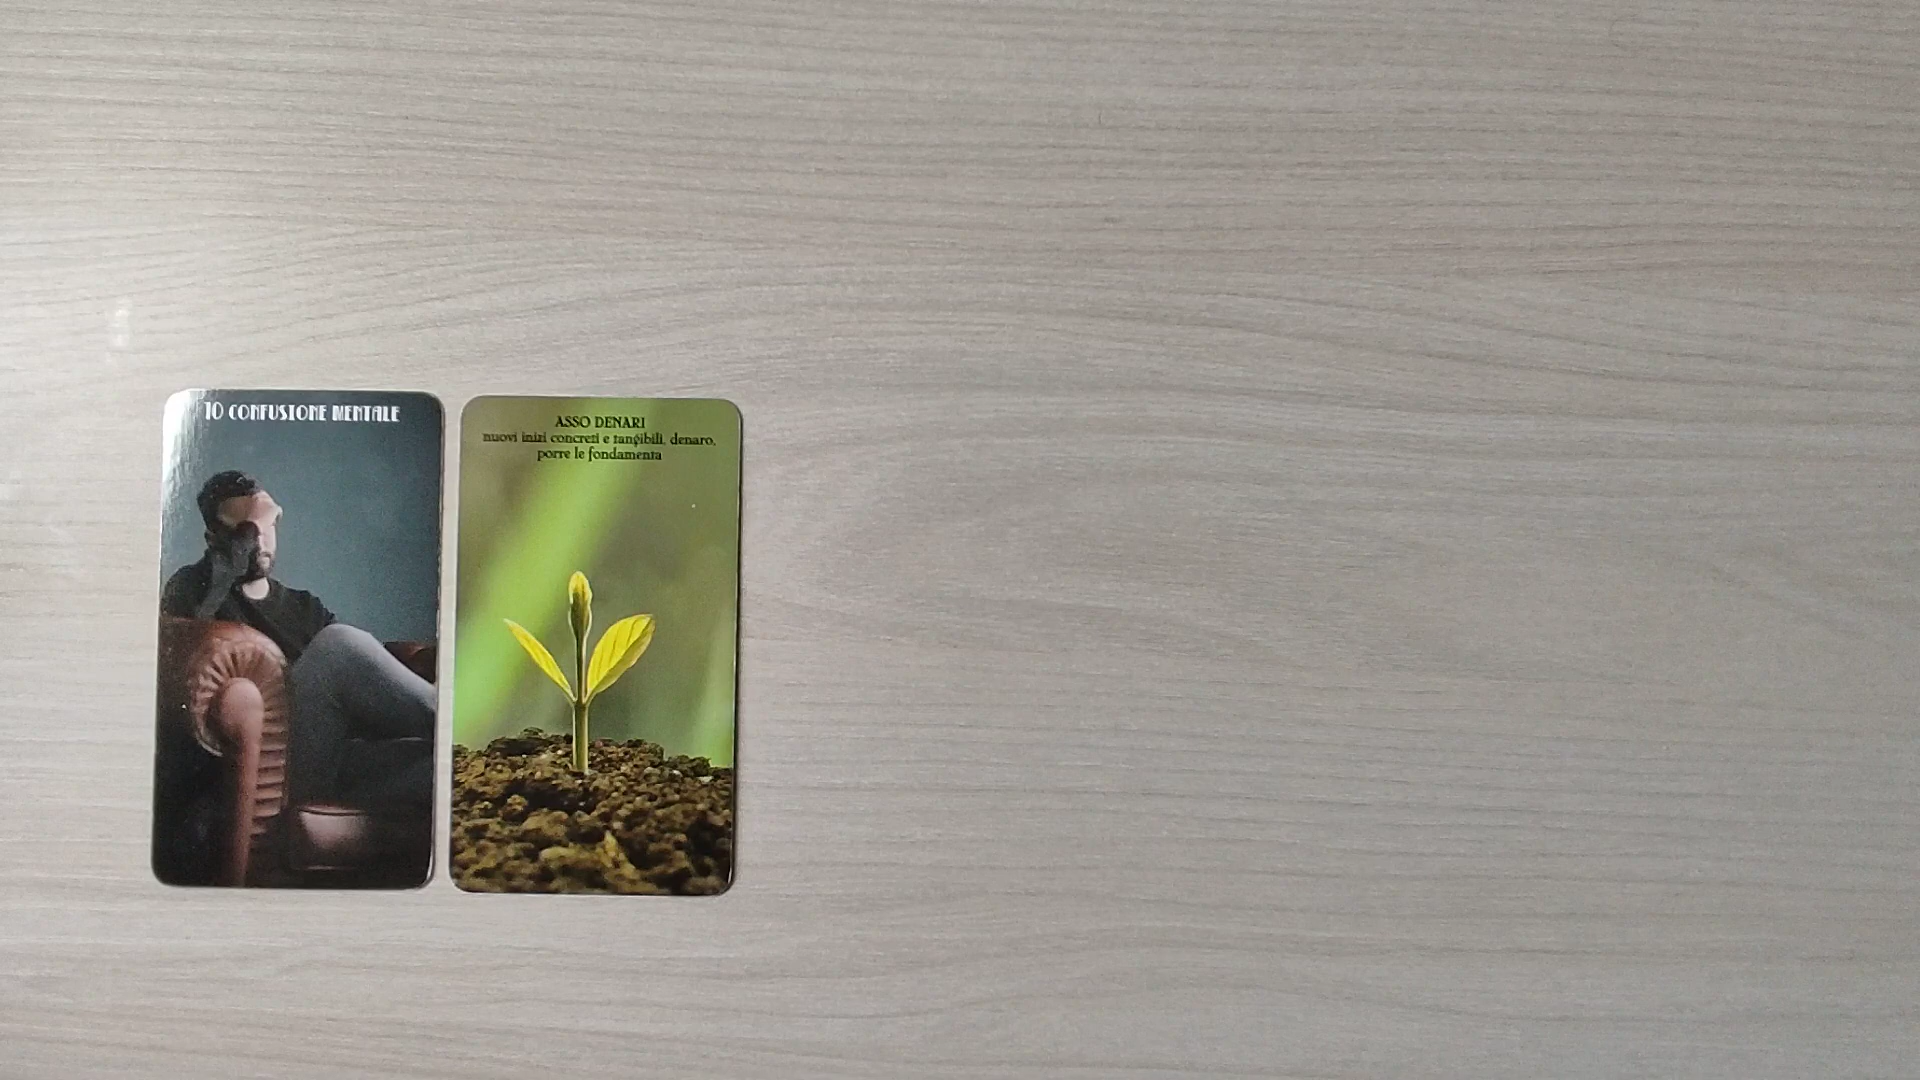 10 CONFUSIONE MENTALE
ASSO DENARI
nuovi inizi concreti e tangibili, denaro,
porre le fondamenta